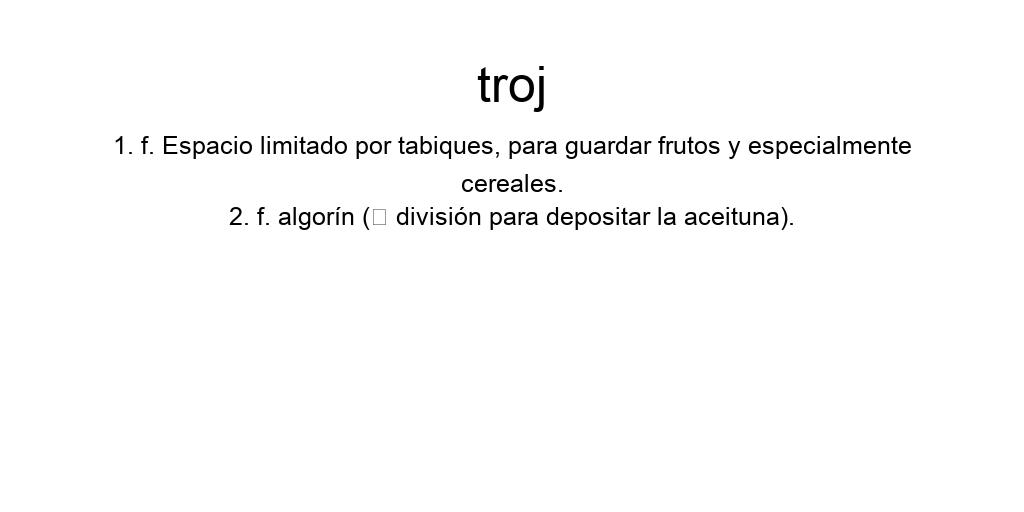 troj
1. f. Espacio limitado por tabiques, para guardar frutos y especialmente
cereales.
2. f. algorín (□ división para depositar la aceituna).